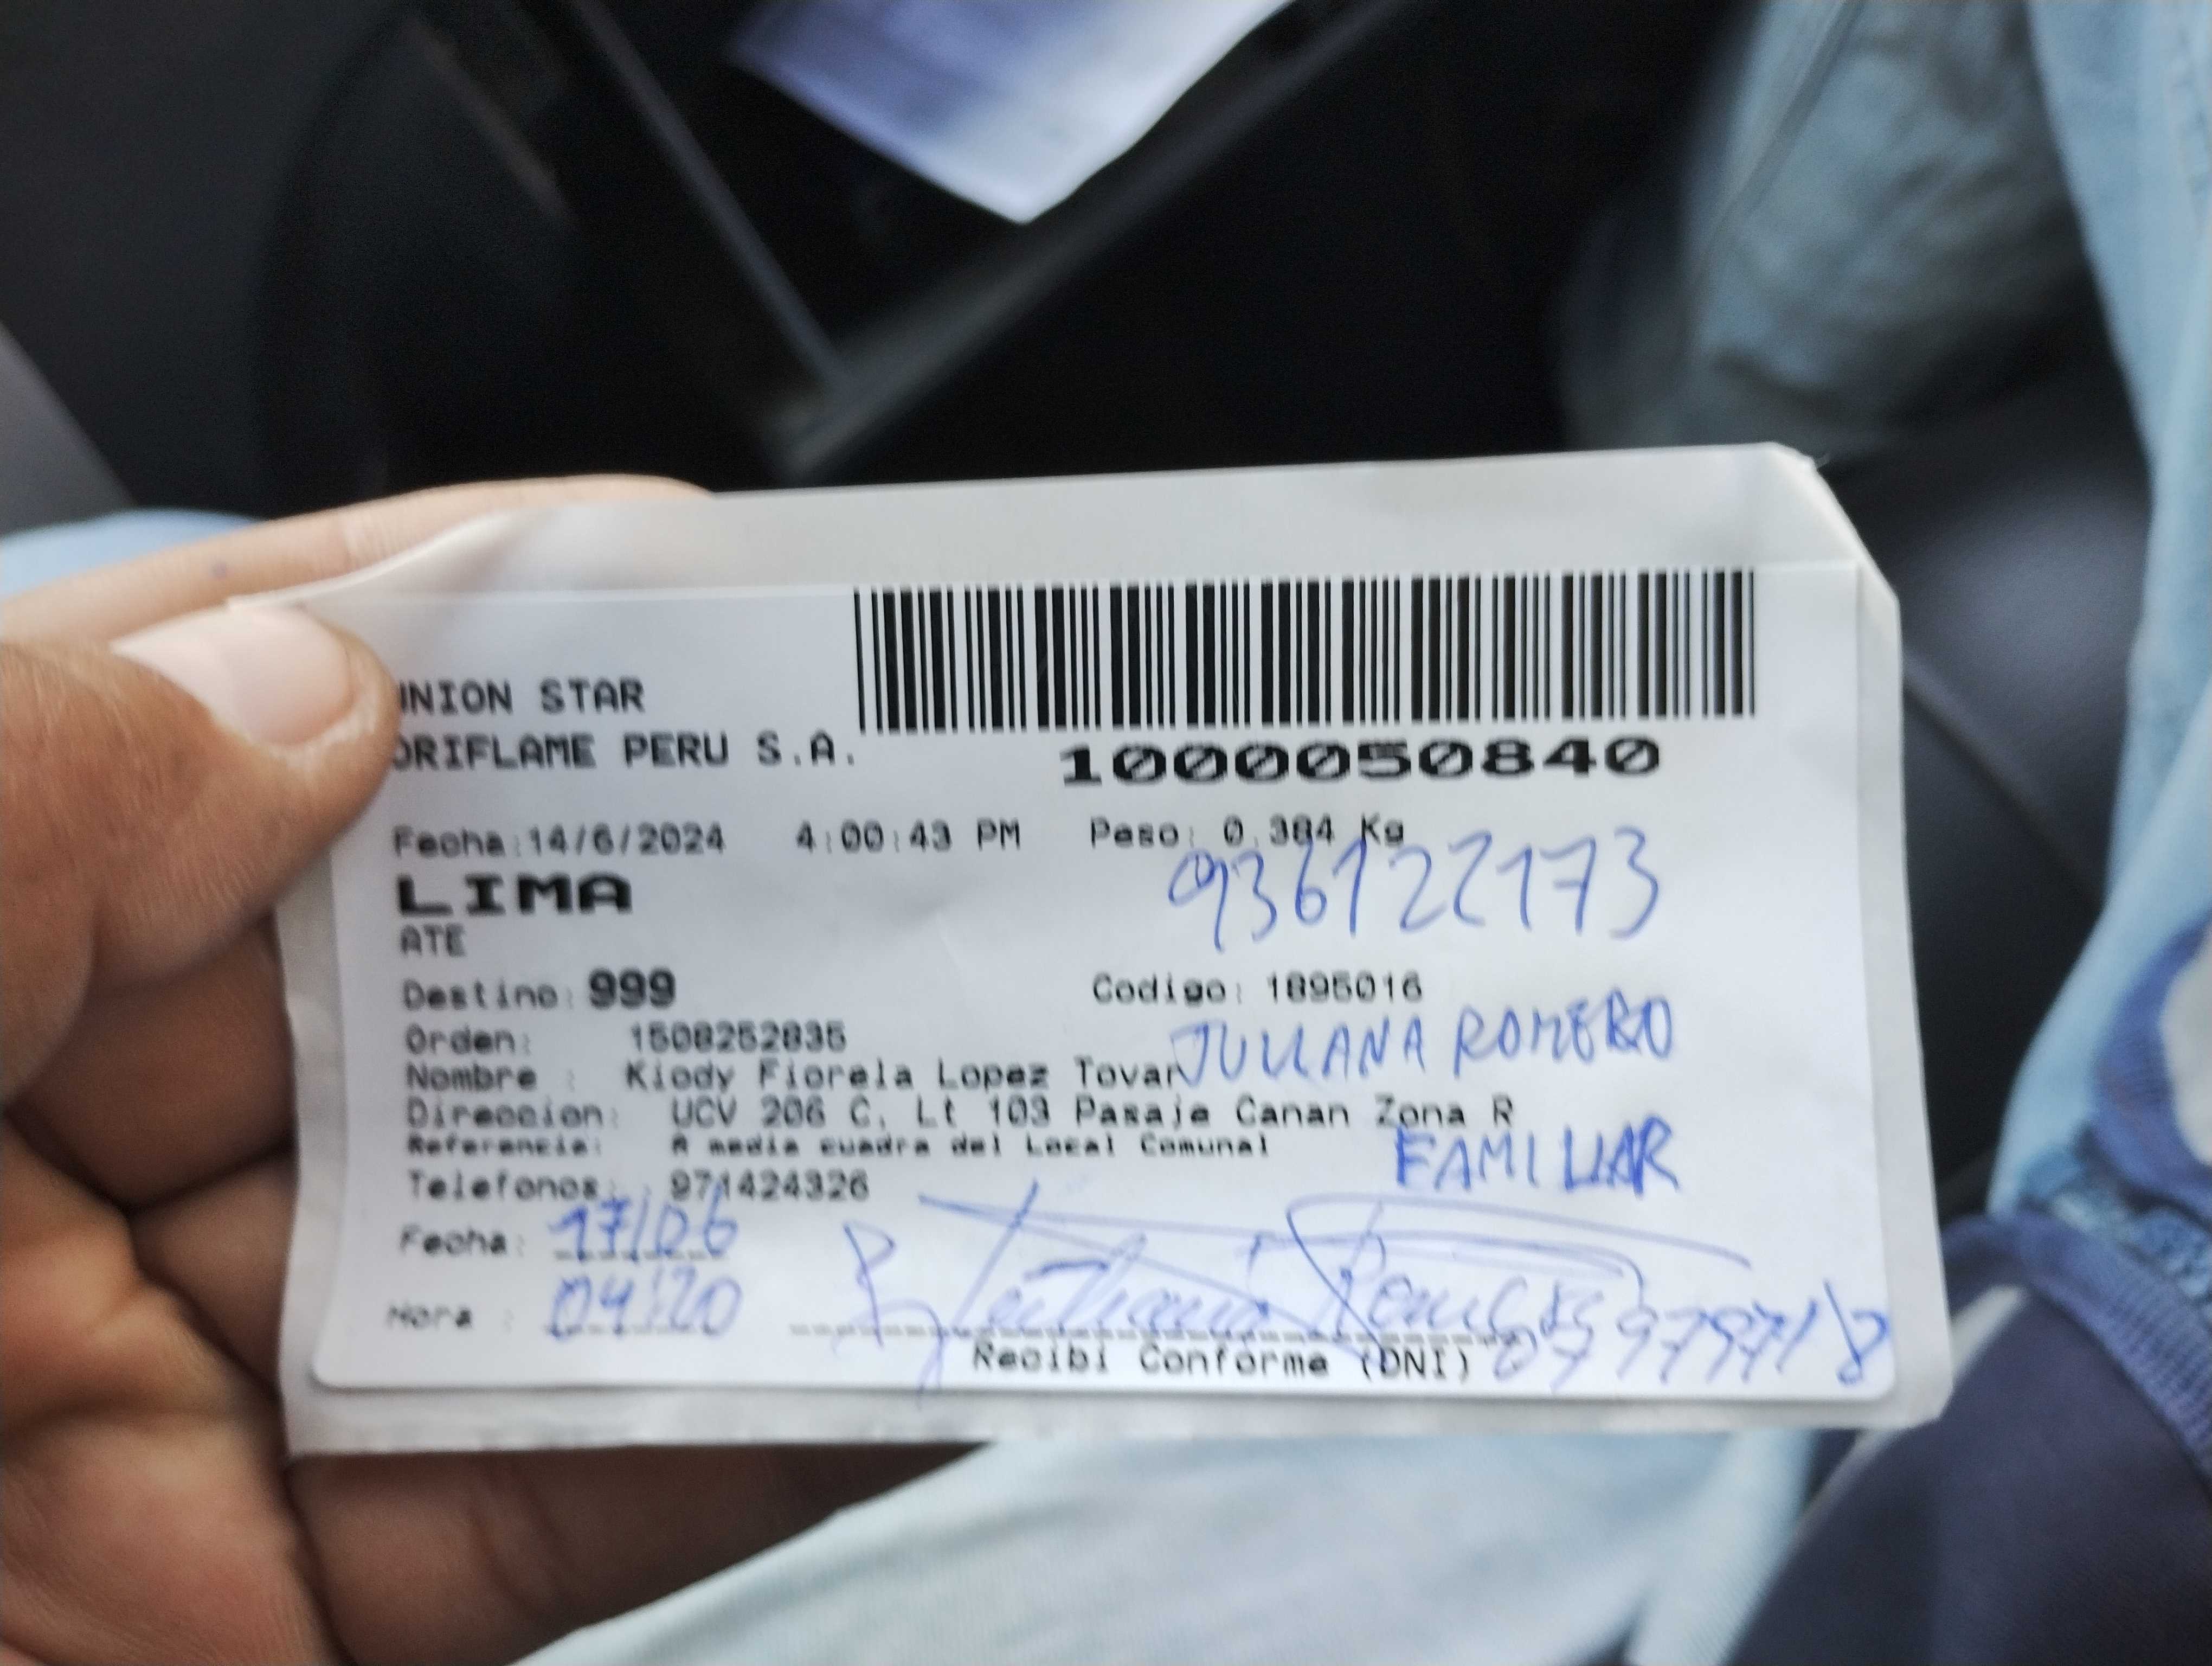 UNION STAR
ORIFLAME PERU S.A.
1000050840
Fecha:14/6/2024 4:00:43 PM Peso: 0.384 Kg
936122173
LIMA
ATE
Destino: 999 Codigo: 1895016
Orden: 1508252835
JULIANA ROMERO
Nombre : Kiody Fiorela Lopez Tovar
Direccion: UCV 206 C, Lt 103 Pasaje Canan Zona R
Referencia: A media cuadra del Local Comunal
FAMILIAR
Telefonos: 971424326
Fecha: 17/06
Hora : 04:20
Recibi Conforme (DNI)